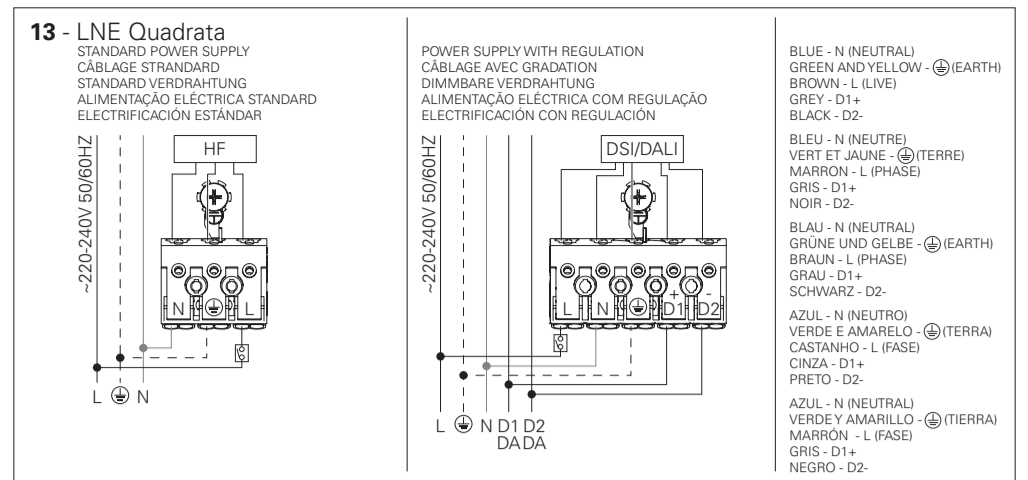 13 - LNE Quadrata
STANDARD POWER SUPPLY
CÂBLAGE STRANDARD
STANDARD VERDRAHTUNG
ALIMENTAÇÃO ELÉCTRICA STANDARD
ELECTRIFICACIÓN ESTÁNDAR
~220-240V 50/60HZ
HF
N L
L N
POWER SUPPLY WITH REGULATION
CÂBLAGE AVEC GRADATION
DIMMBARE VERDRAHTUNG
ALIMENTAÇÃO ELÉCTRICA COM REGULAÇÃO
ELECTRIFICACIÓN CON REGULACIÓN
~220-240V 50/60HZ
DSI/DALI
+ -
L N D1 D2
L N D1 D2
DA DA
BLUE - N (NEUTRAL)
GREEN AND YELLOW - (EARTH)
BROWN - L (LIVE)
GREY - D1+
BLACK - D2-
BLEU - N (NEUTRE)
VERT ET JAUNE - (TERRE)
MARRON - L (PHASE)
GRIS - D1+
NOIR - D2-
BLAU - N (NEUTRAL)
GRÜNE UND GELBE - (EARTH)
BRAUN - L (PHASE)
GRAU - D1+
SCHWARZ - D2-
AZUL - N (NEUTRO)
VERDE E AMARELO - (TERRA)
CASTANHO - L (FASE)
CINZA - D1+
PRETO - D2-
AZUL - N (NEUTRAL)
VERDE Y AMARILLO - (TIERRA)
MARRÓN - L (FASE)
GRIS - D1+
NEGRO - D2-